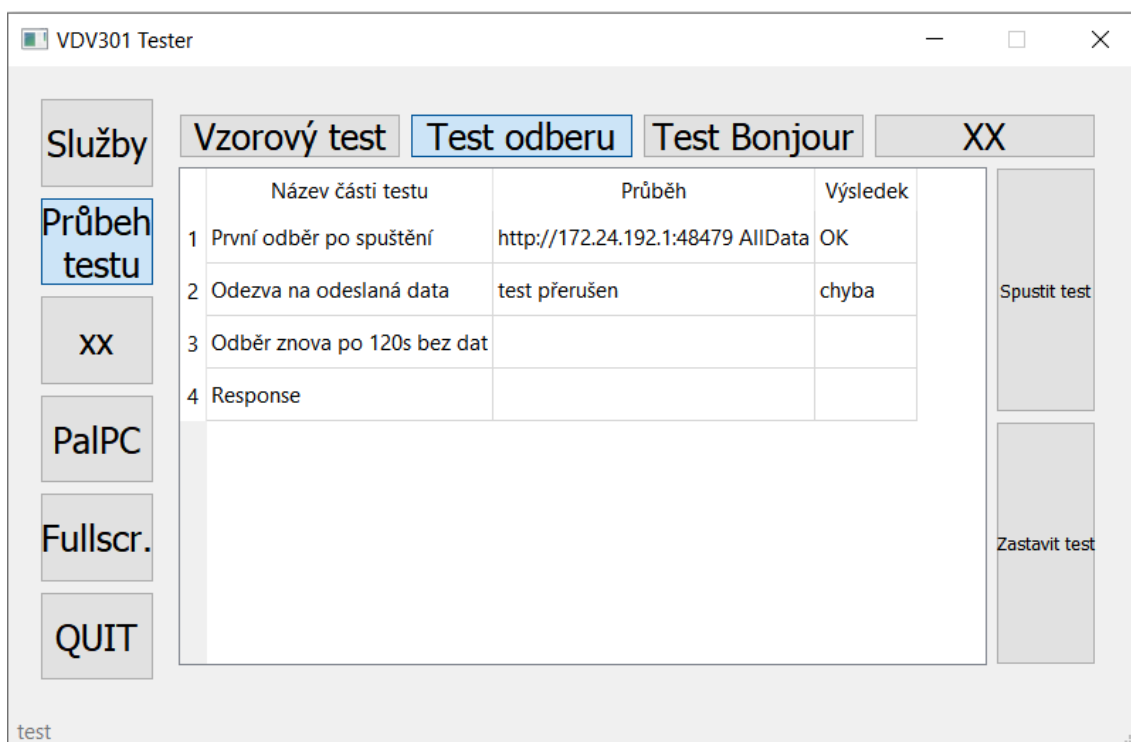 VDV301 Tester
Služby
Průbeh
testu
xx
PalPC
Fullscr.
QUIT
Vzorový test Test odberu Test Bonjour XX
Název části testu Průběh Výsledek
1 První odběr po spuštění http://172.24.192.1:48479 AllData OK
2 Odezva na odeslaná data test přerušen chyba
3 Odběr znova po 120s bez dat
4 Response
Spustit test
Zastavit test
test